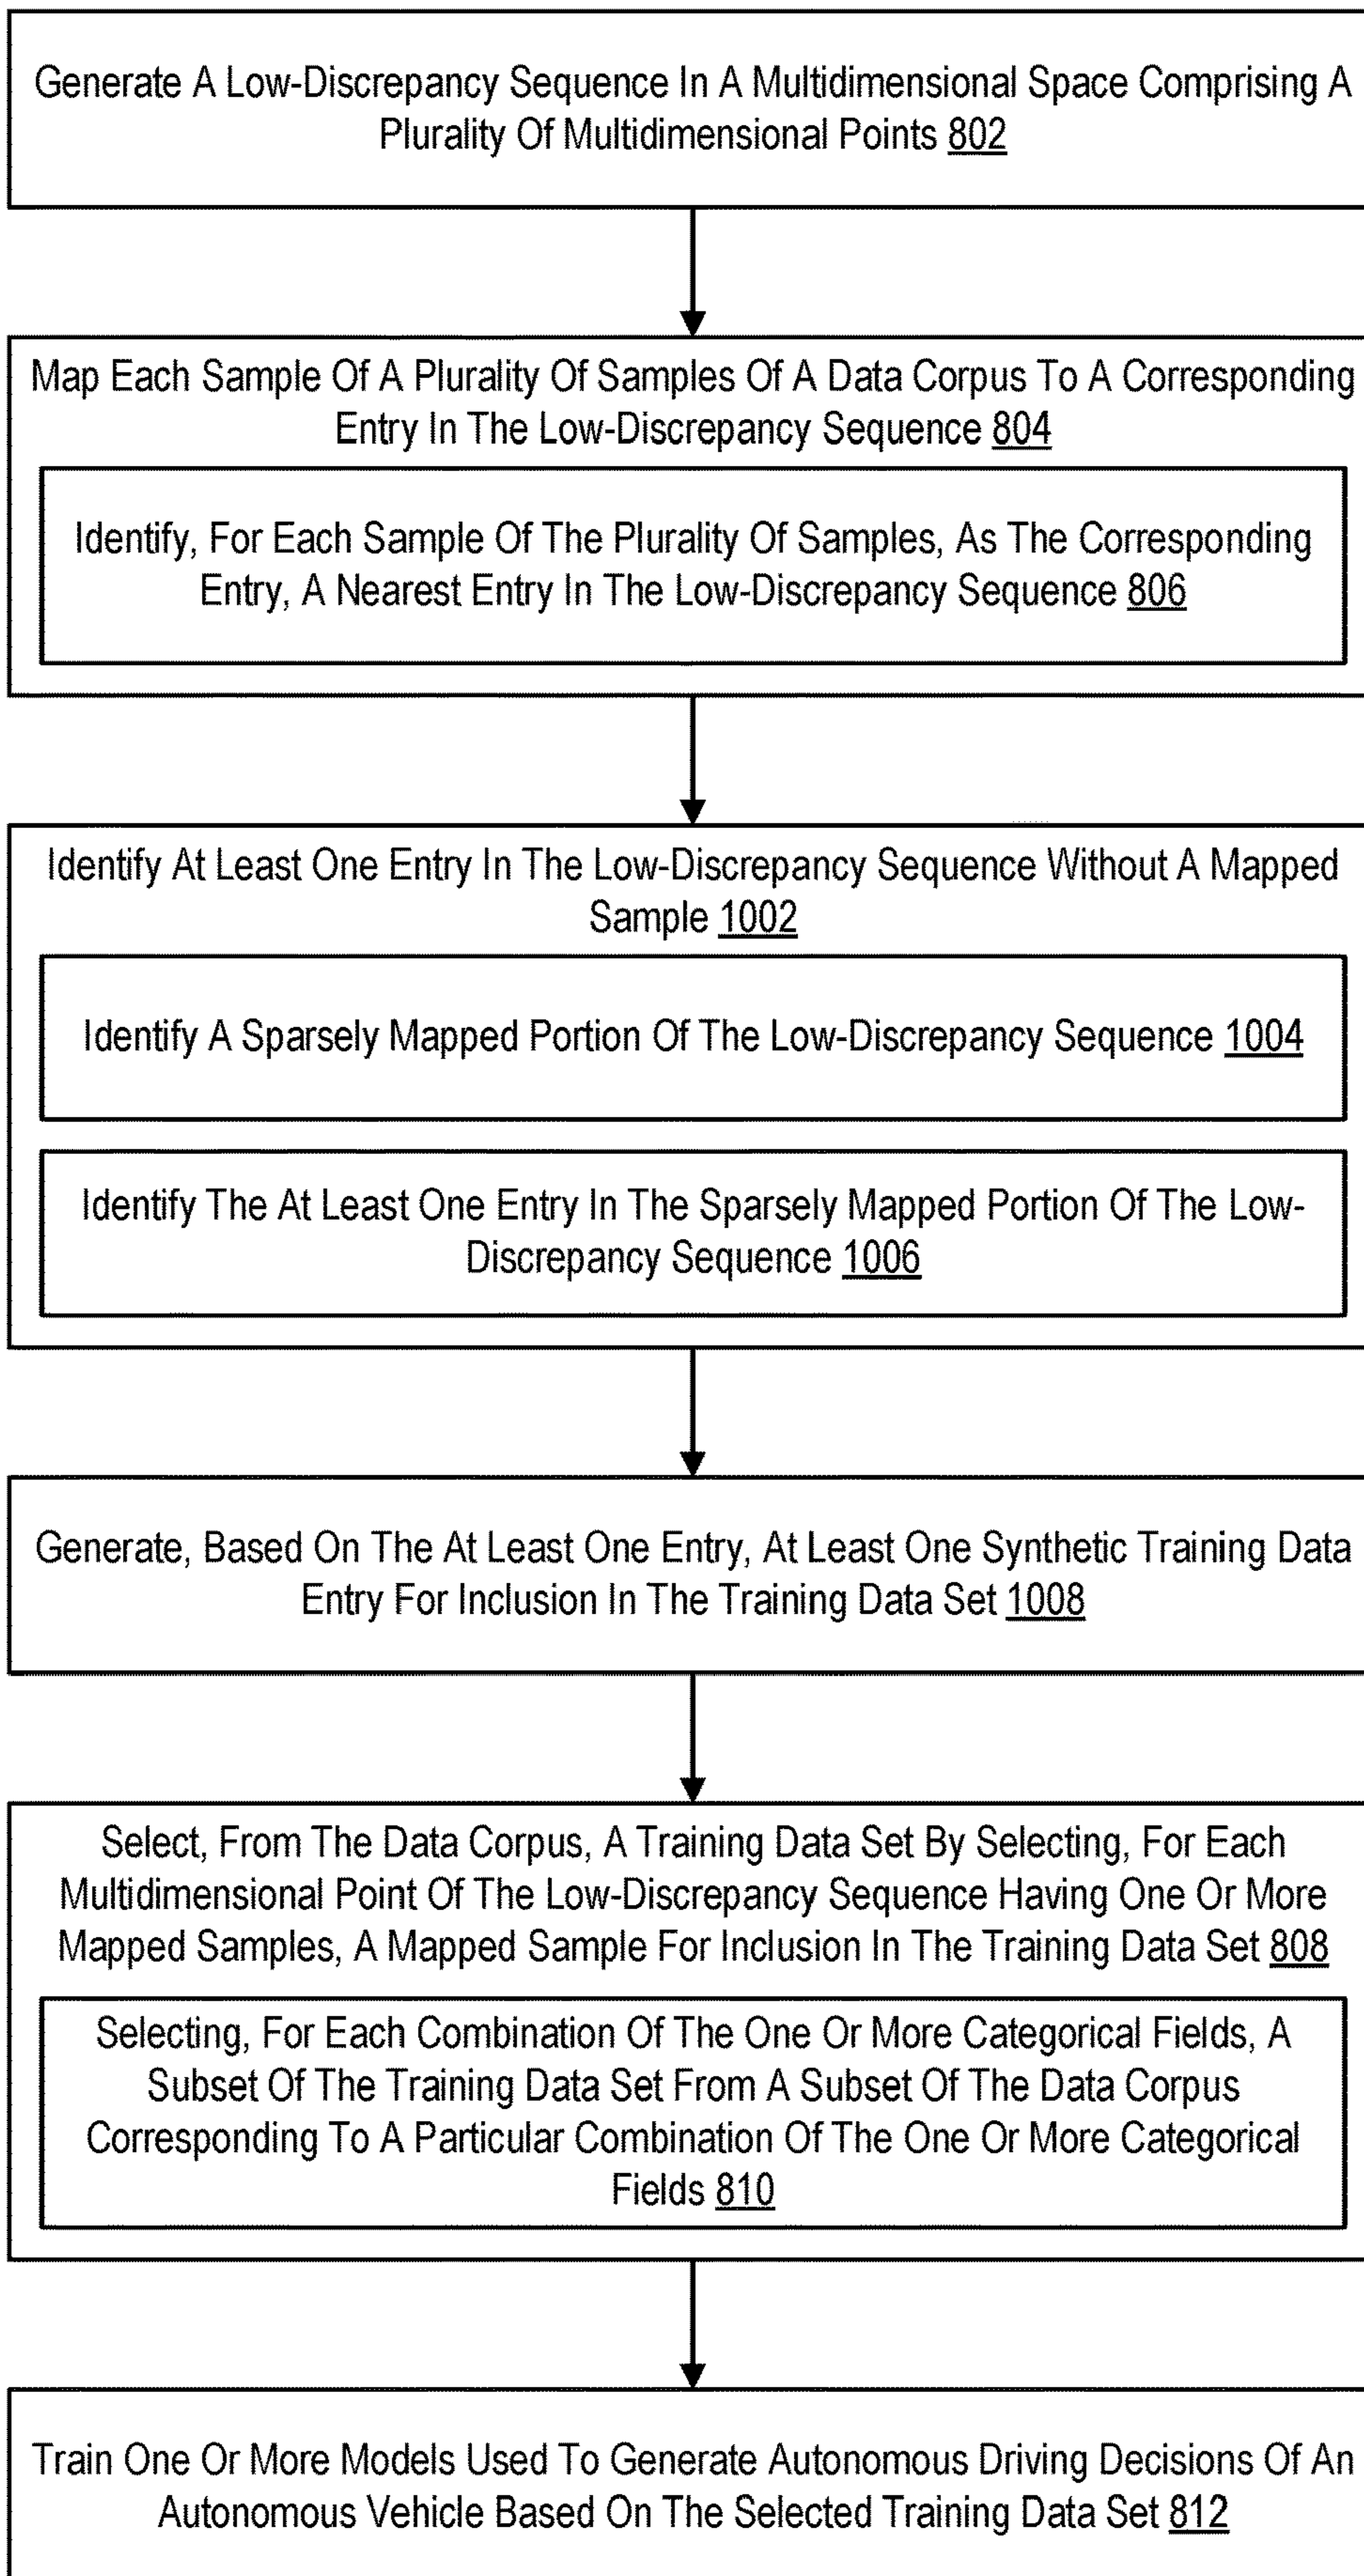 Generate A Low-Discrepancy Sequence In A Multidimensional Space Comprising A
Plurality Of Multidimensional Points 802
Map Each Sample Of A Plurality Of Samples Of A Data Corpus To A Corresponding
Entry In The Low-Discrepancy Sequence 804
Identify, For Each Sample Of The Plurality Of Samples, As The Corresponding
Entry, A Nearest Entry In The Low-Discrepancy Sequence 806
Identify At Least One Entry In The Low-Discrepancy Sequence Without A Mapped
Sample 1002
Identify A Sparsely Mapped Portion Of The Low-Discrepancy Sequence 1004
Identify The At Least One Entry In The Sparsely Mapped Portion Of The Low-
Discrepancy Sequence 1006
Generate, Based On The At Least One Entry, At Least One Synthetic Training Data
Entry For Inclusion In The Training Data Set 1008
Select, From The Data Corpus, A Training Data Set By Selecting, For Each
Multidimensional Point Of The Low-Discrepancy Sequence Having One Or More
Mapped Samples, A Mapped Sample For Inclusion In The Training Data Set 808
Selecting, For Each Combination Of The One Or More Categorical Fields, A
Subset Of The Training Data Set From A Subset Of The Data Corpus
Corresponding To A Particular Combination Of The One Or More Categorical
Fields 810
Train One Or More Models Used To Generate Autonomous Driving Decisions Of An
Autonomous Vehicle Based On The Selected Training Data Set 812